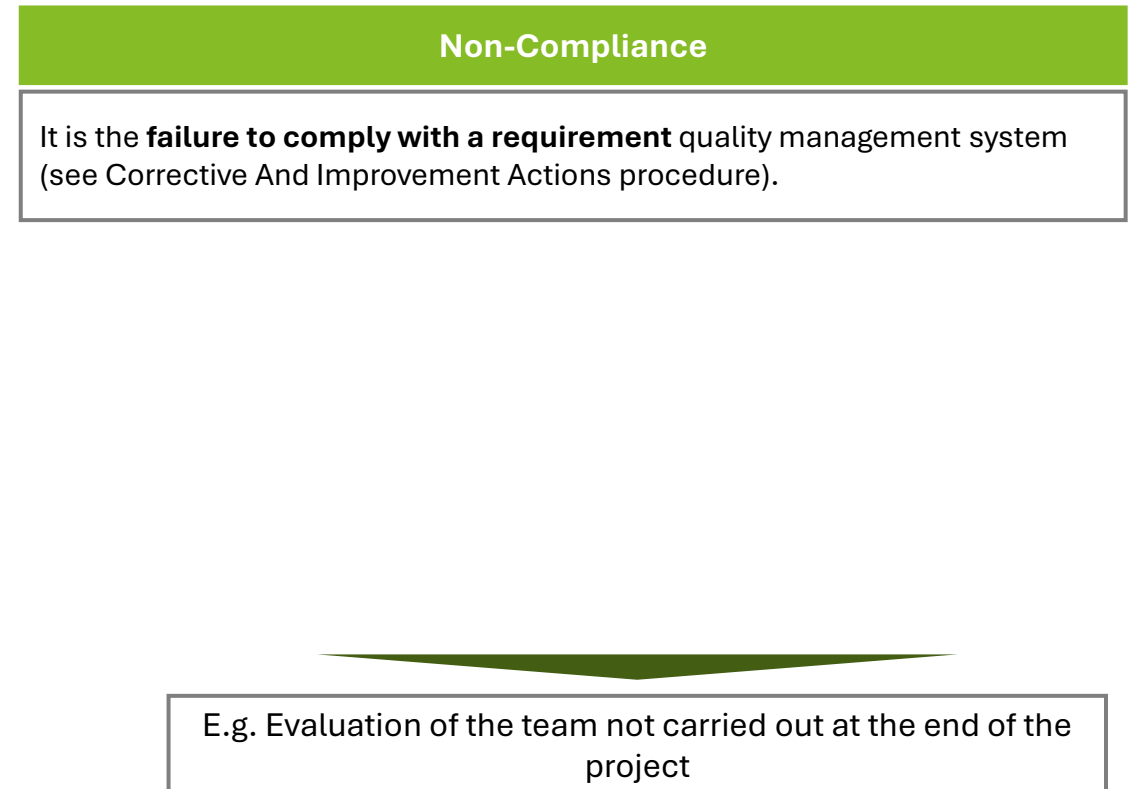 Non-Compliance
It is the failure to comply with a requirement quality management system
(see Corrective And Improvement Actions procedure).
E.g. Evaluation of the team not carried out at the end of the
project